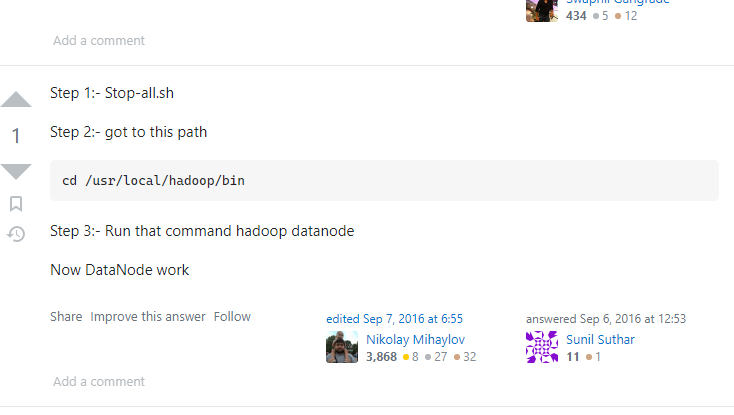 Swapnil Gangrade
434 5 12
Add a comment
Step 1:- Stop-all.sh
1
Step 2:- got to this path
cd /usr/local/hadoop/bin
Step 3:- Run that command hadoop datanode
Now DataNode work
Share Improve this answer Follow
edited Sep 7, 2016 at 6:55
Nikolay Mihaylov
3,868 8 27 32
answered Sep 6, 2016 at 12:53
Sunil Suthar
11 1
Add a comment